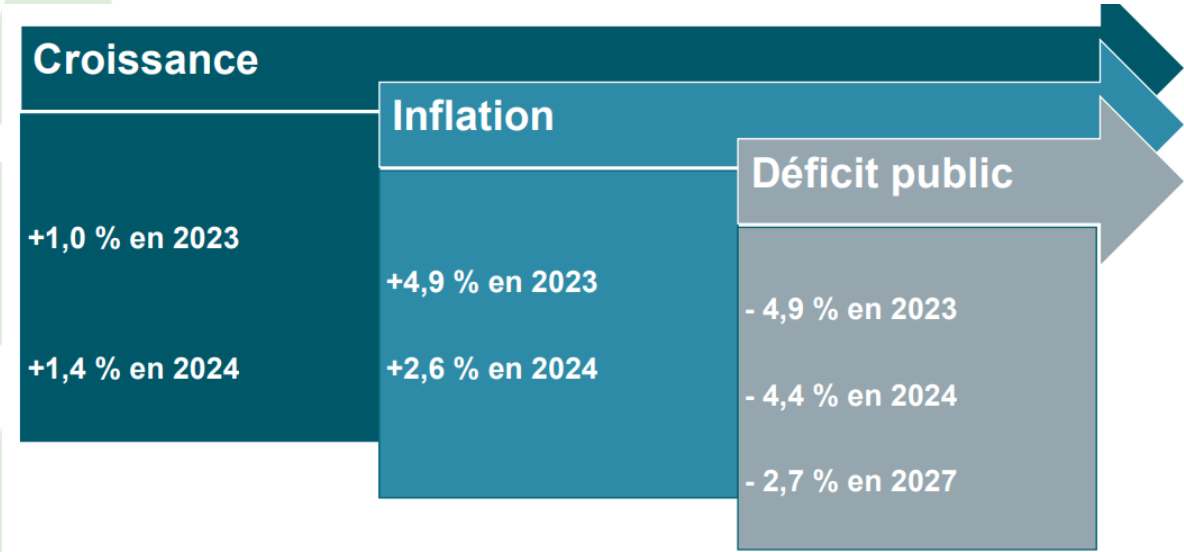 Croissance
+1,0 % en 2023
+1,4 % en 2024
Inflation
+4,9 % en 2023
+2,6 % en 2024
Déficit public
- 4,9 % en 2023
- 4,4 % en 2024
- 2,7 % en 2027